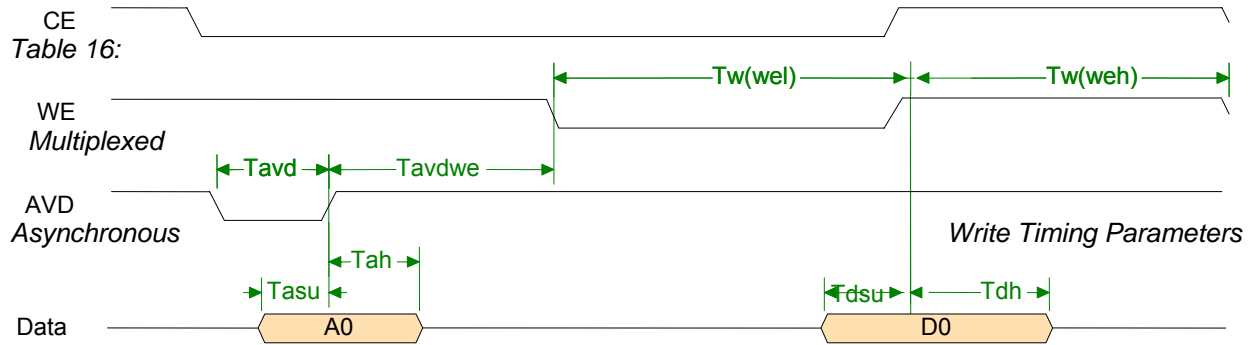 CE
Table 16:
Tw(wel) Tw(weh)
WE
Multiplexed
Tavd Tavdwe
AVD
Asynchronous Write Timing Parameters
Tah
Tasu Tdsu Tdh
Data A0 D0